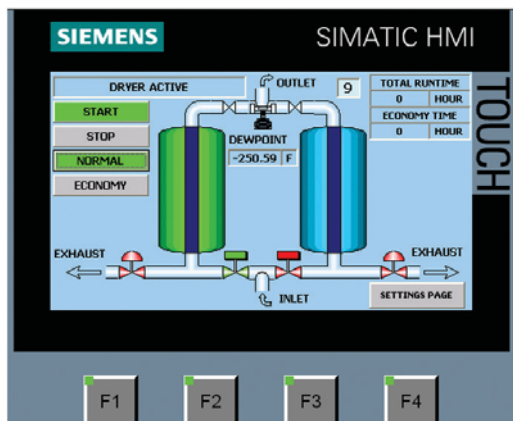 SIEMENS
SIMATIC HMI
TOUCH
DRYER ACTIVE
OUTLET
9
TOTAL RUNTIME
0 HOUR
ECONOMY TIME
0 HOUR
START
STOP
NORMAL
ECONOMY
DEWPOINT
-250.59 F
EXHAUST
EXHAUST
INLET
SETTINGS PAGE
F1
F2
F3
F4